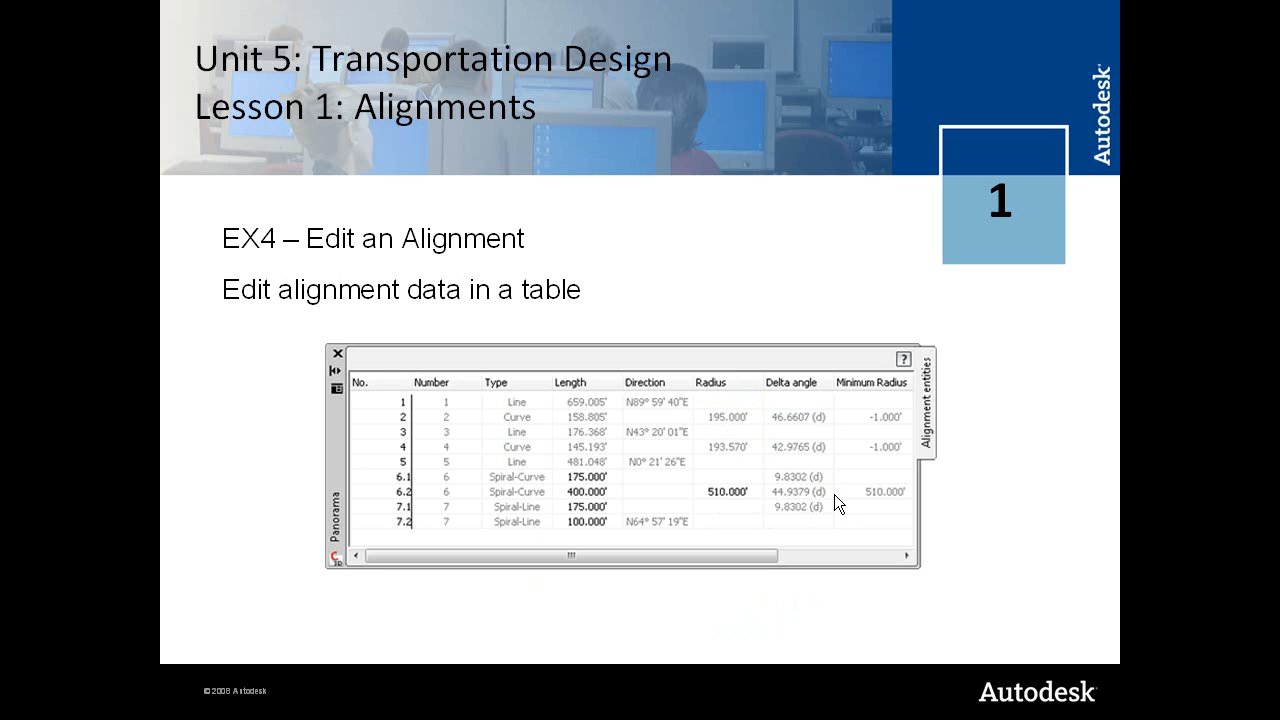 Unit 5: Transportation Design
Lesson 1: Alignments
Autodesk
1
EX4 – Edit an Alignment
Edit alignment data in a table
?
No. Number Type Length Direction Radius Delta angle Minimum Radius
1 1 Line 659.005' N89° 59' 40"E
2 2 Curve 158.805' 195.000' 46.6607 (d) -1.000'
3 3 Line 176.368' N43° 20' 01"E
4 4 Curve 145.193' 193.570' 42.9765 (d) -1.000'
5 5 Line 481.048' N0° 21' 26"E
6.1 6 Spiral-Curve 175.000' 9.8302 (d)
6.2 6 Spiral-Curve 400.000' 510.000' 44.9379 (d) 510.000'
7.1 7 Spiral-Line 175.000' 9.8302 (d)
7.2 7 Spiral-Line 100.000' N64° 57' 19"E
Alignment entities
Panorama
© 2008 Autodesk
Autodesk